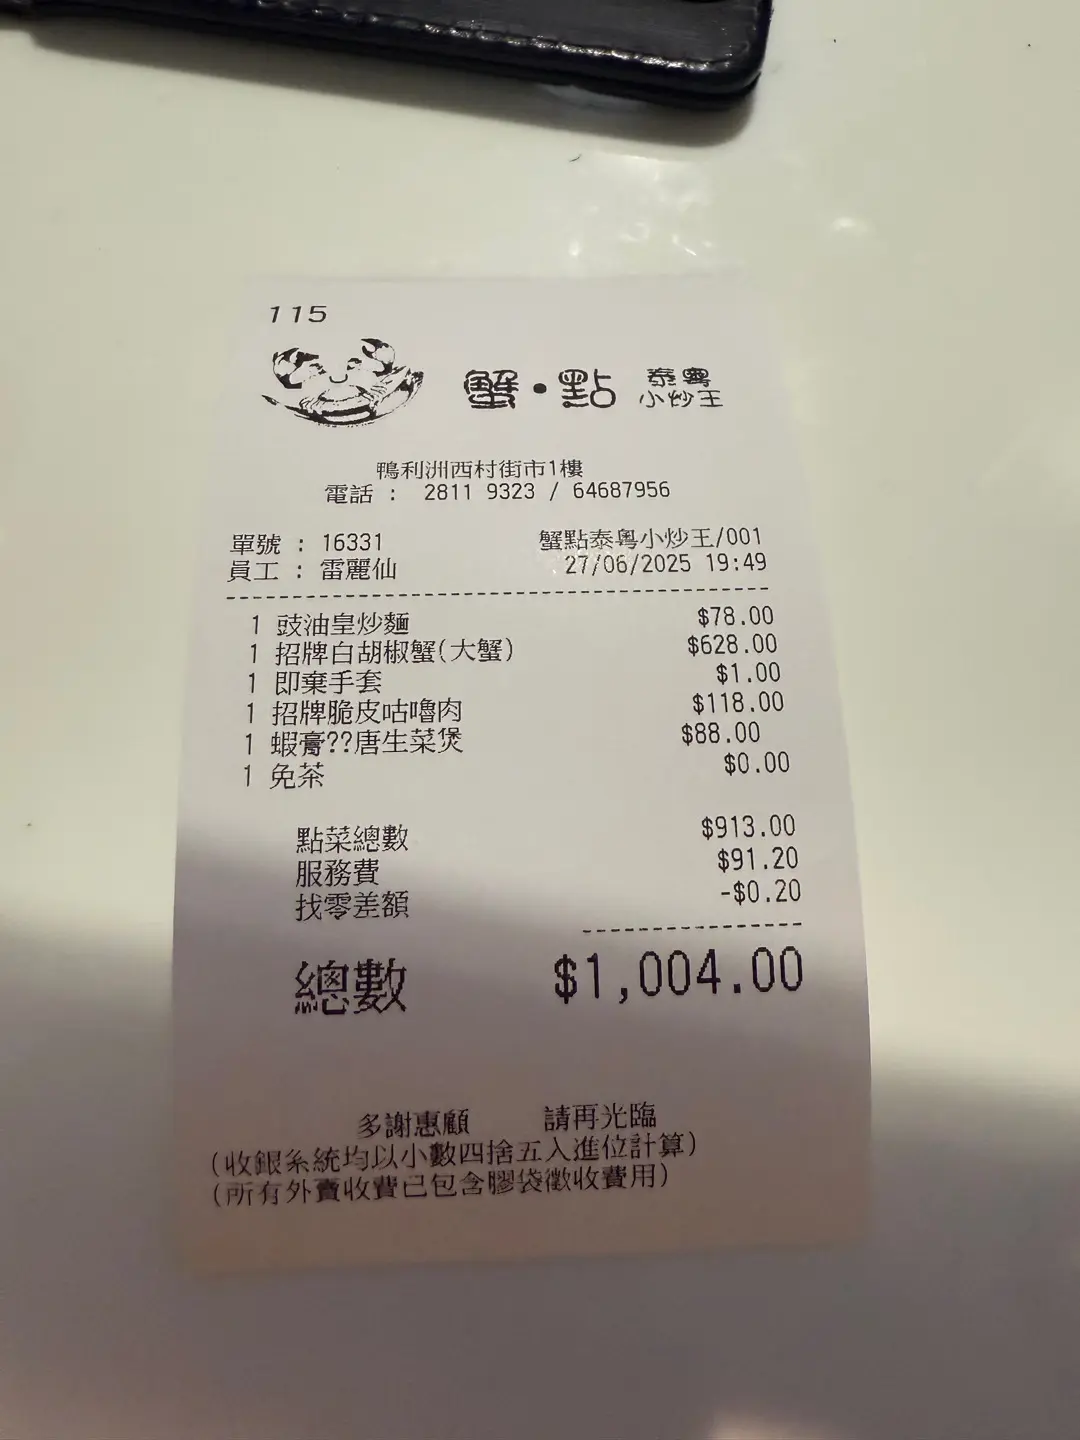 115
蟹·點 泰粵小炒王
鴨利洲西村街市1樓
電話 : 2811 9323 / 64687956
單號 : 16331 蟹點泰粵小炒王/001
員工 : 雷麗仙 27/06/2025 19:49
1 豉油皇炒麵 $78.00
1 招牌白胡椒蟹(大蟹) $628.00
1 即棄手套 $1.00
1 招牌脆皮咕嚕肉 $118.00
1 蝦膏??唐生菜煲 $88.00
1 免茶 $0.00
點菜總數 $913.00
服務費 $91.20
找零差額 -$0.20
總數 $1,004.00
多謝惠顧 請再光臨
(收銀系統均以小數四捨五入進位計算)
(所有外賣收費已包含膠袋徵收費用)